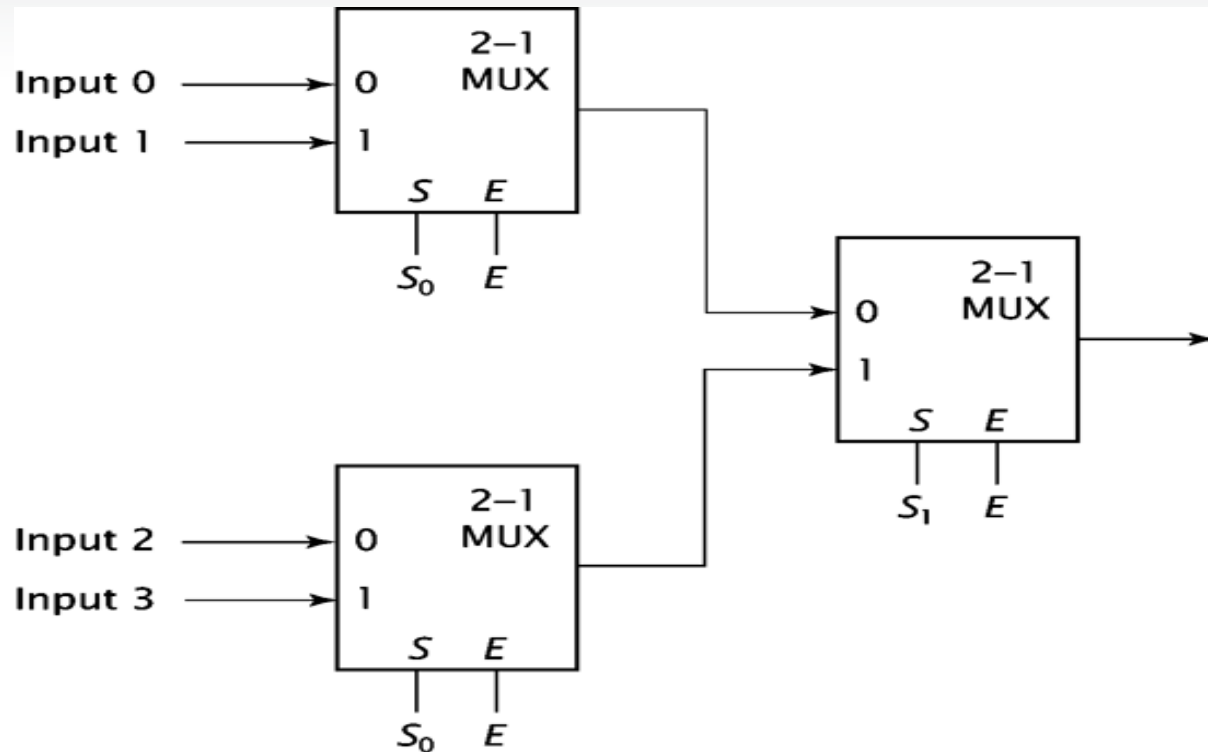 2–1
MUX
Input 0
0
Input 1
1
S E
S₀ E
2–1
MUX
0
1
S E
S₁ E
2–1
MUX
Input 2
0
Input 3
1
S E
S₀ E